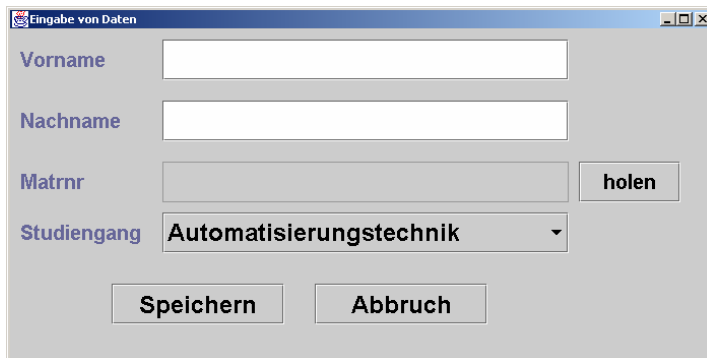 Eingabe von Daten
Vorname
Nachname
Matrnr holen
Studiengang Automatisierungstechnik
Speichern Abbruch